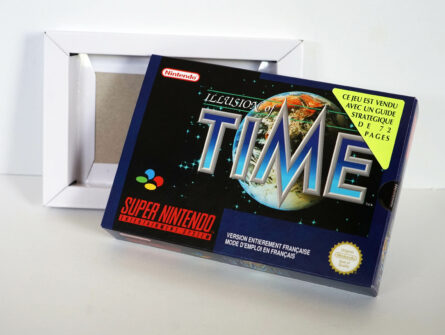 Nintendo
ILLUSION of
TIME
CE JEU EST VENDU
AVEC UN GUIDE
STRATEGIQUE
DE 72
PAGES
SUPER NINTENDO
ENTERTAINMENT SYSTEM
VERSION ENTIEREMENT FRANÇAISE
MODE D'EMPLOI EN FRANÇAIS